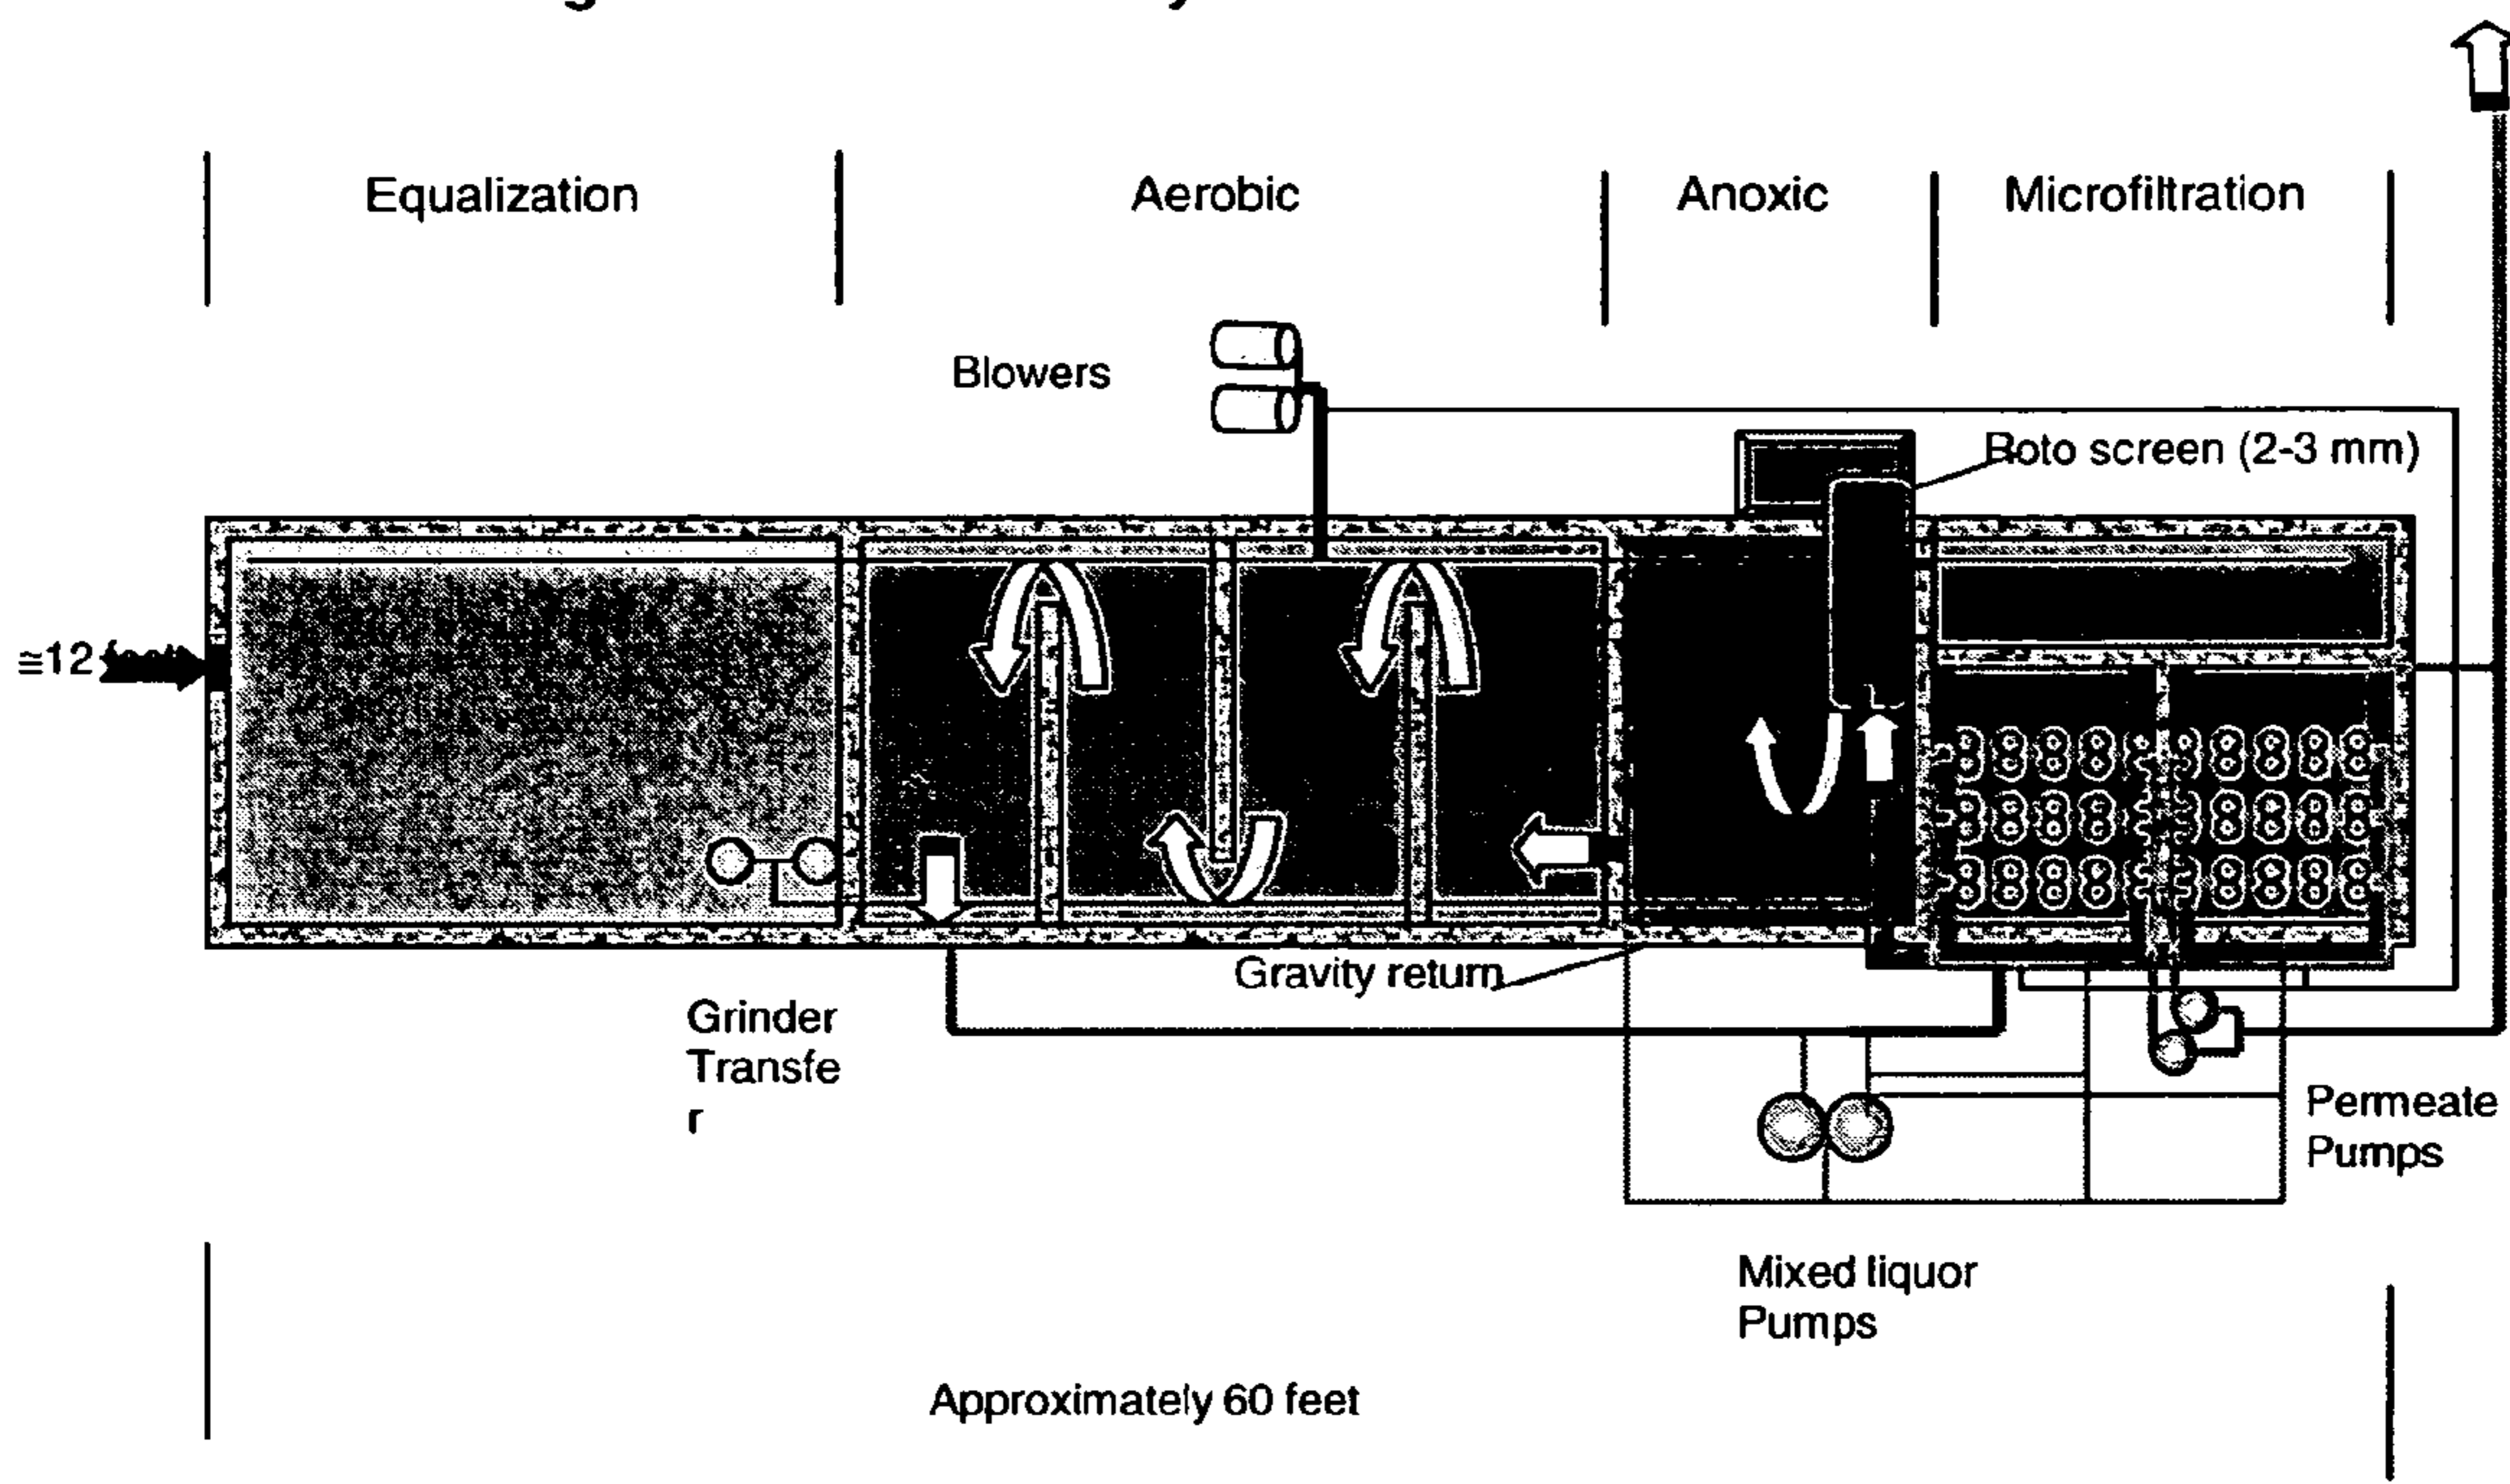 Equalization
Aerobic
Anoxic
Microfiltration
Blowers
Roto screen (2-3 mm)
≅12
Gravity return
Grinder
Transfe
r
Permeate
Pumps
Mixed liquor
Pumps
Approximately 60 feet